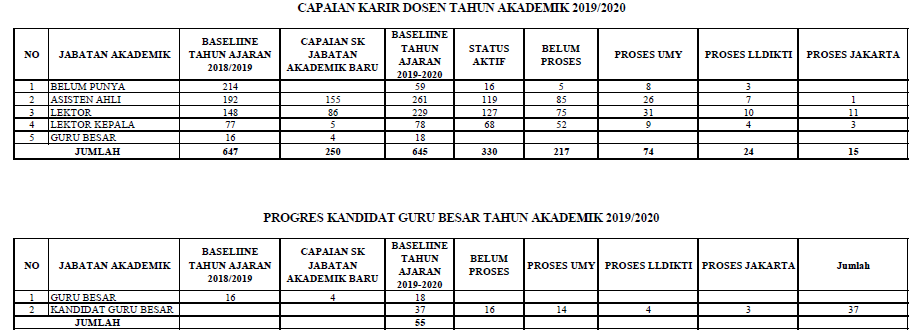 CAPAIAN KARIR DOSEN TAHUN AKADEMIK 2019/2020
NO JABATAN AKADEMIK BASELIINE TAHUN AJARAN 2018/2019 CAPAIAN SK JABATAN AKADEMIK BARU BASELIINE TAHUN AJARAN 2019-2020 STATUS AKTIF BELUM PROSES PROSES UMY PROSES LLDIKTI PROSES JAKARTA
1 BELUM PUNYA 214 59 16 5 8 3
2 ASISTEN AHLI 192 155 261 119 85 26 7 1
3 LEKTOR 148 86 229 127 75 31 10 11
4 LEKTOR KEPALA 77 5 78 68 52 9 4 3
5 GURU BESAR 16 4 18
JUMLAH 647 250 645 330 217 74 24 15
PROGRES KANDIDAT GURU BESAR TAHUN AKADEMIK 2019/2020
NO JABATAN AKADEMIK BASELIINE TAHUN AJARAN 2018/2019 CAPAIAN SK JABATAN AKADEMIK BARU BASELIINE TAHUN AJARAN 2019-2020 BELUM PROSES PROSES UMY PROSES LLDIKTI PROSES JAKARTA Jumlah
1 GURU BESAR 16 4 18
2 KANDIDAT GURU BESAR 37 16 14 4 3 37
JUMLAH 55